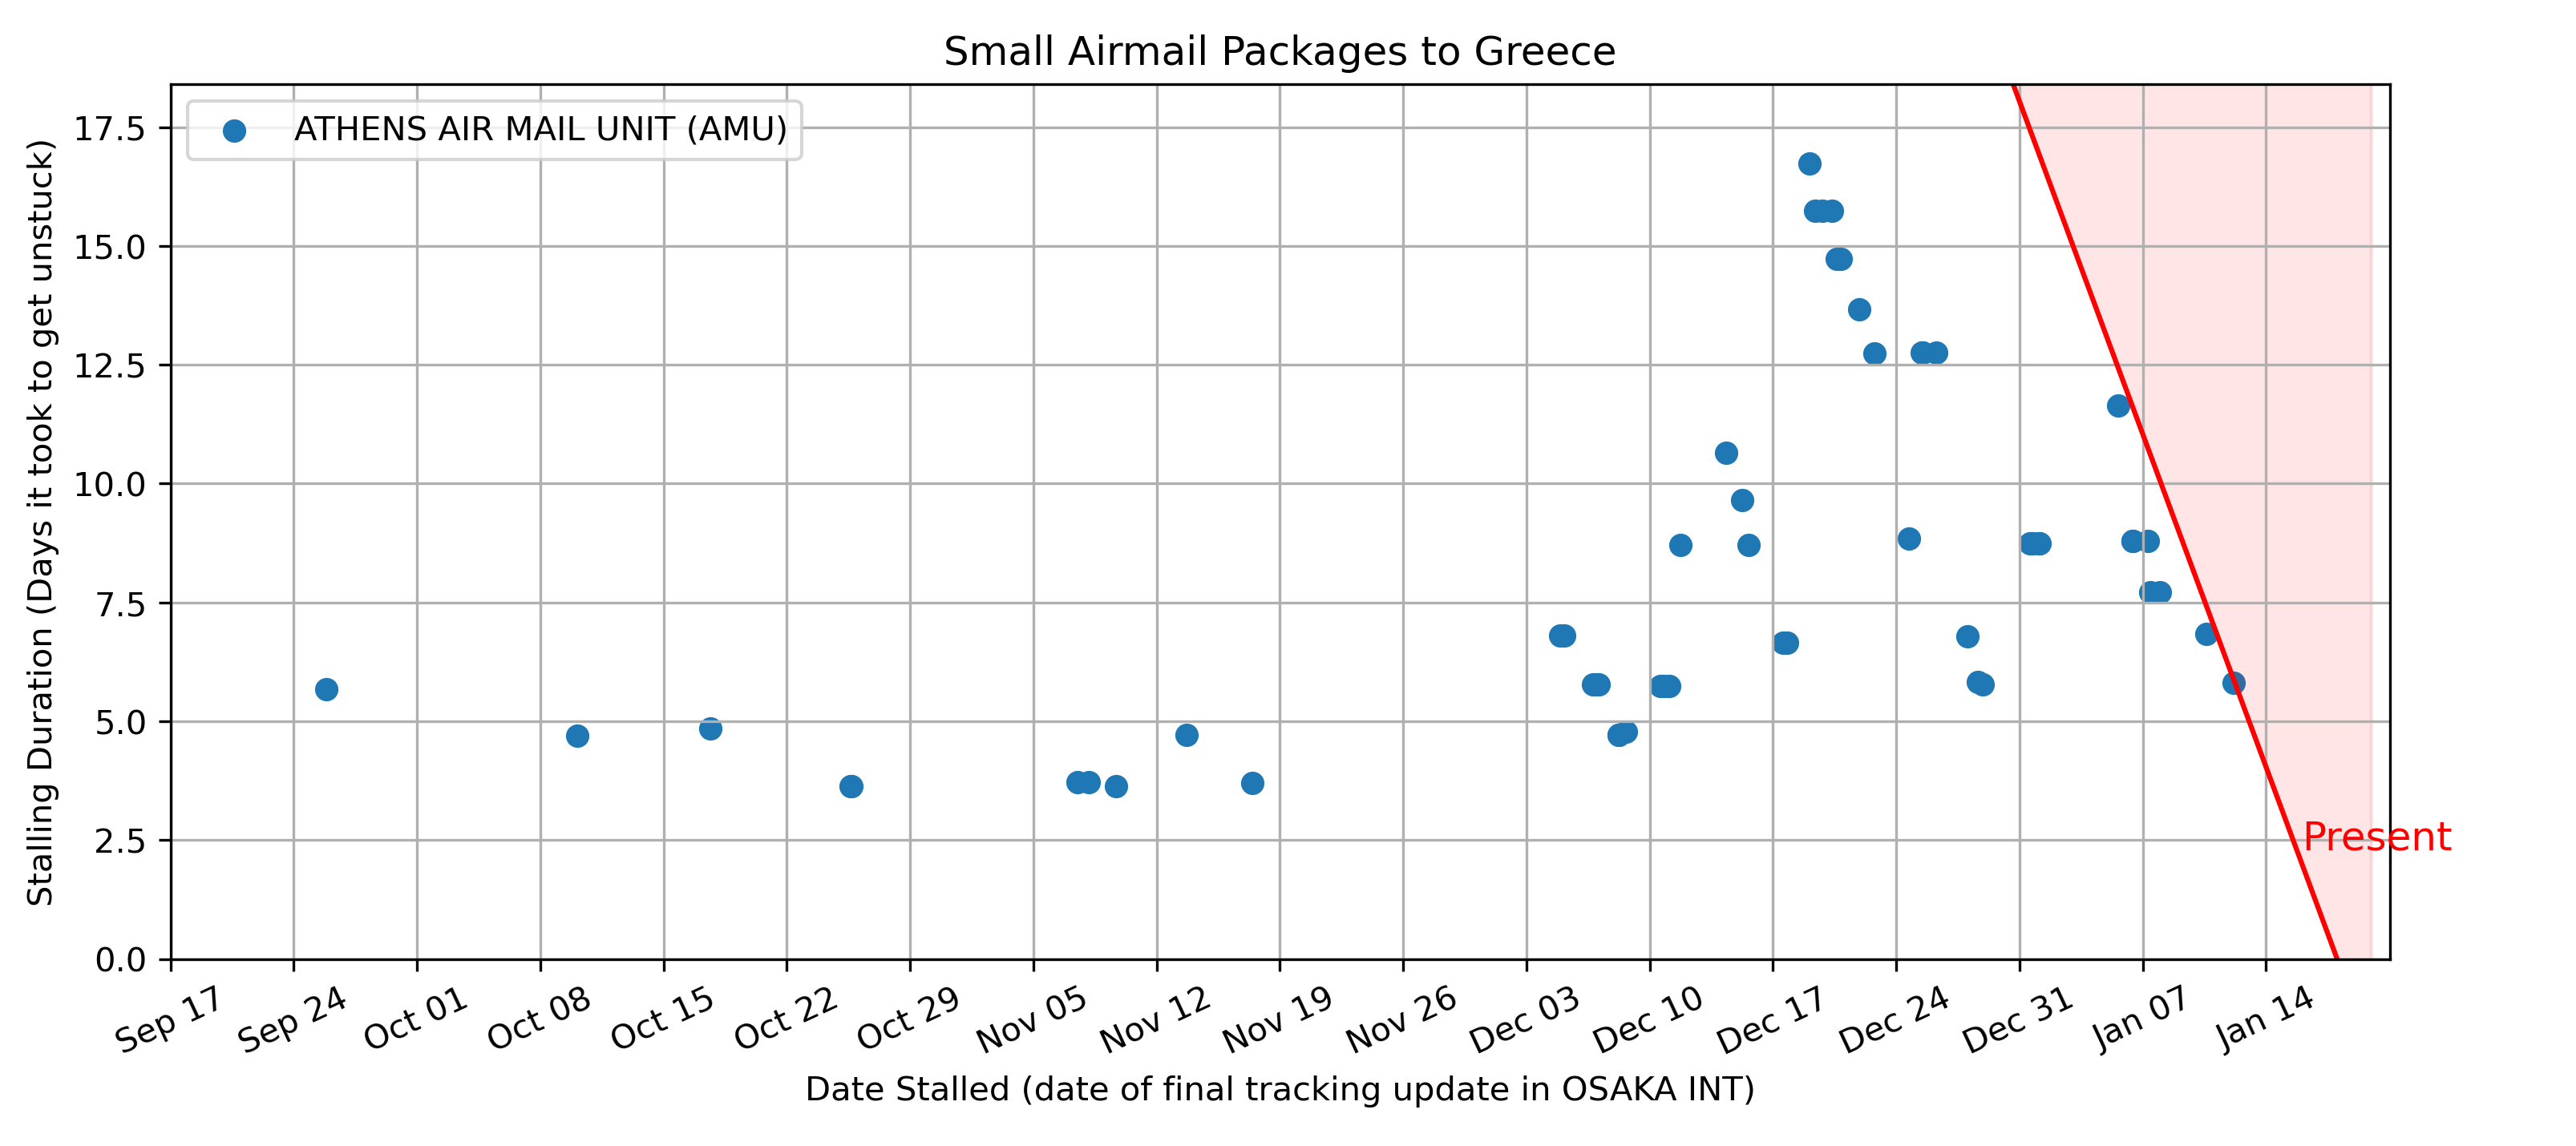 Small Airmail Packages to Greece
ATHENS AIR MAIL UNIT (AMU)
Stalling Duration (Days it took to get unstuck)
17.5
15.0
12.5
10.0
7.5
5.0
2.5
0.0
Present
Sep 17
Sep 24
Oct 01
Oct 08
Oct 15
Oct 22
Oct 29
Nov 05
Nov 12
Nov 19
Nov 26
Dec 03
Dec 10
Dec 17
Dec 24
Dec 31
Jan 07
Jan 14
Date Stalled (date of final tracking update in OSAKA INT)